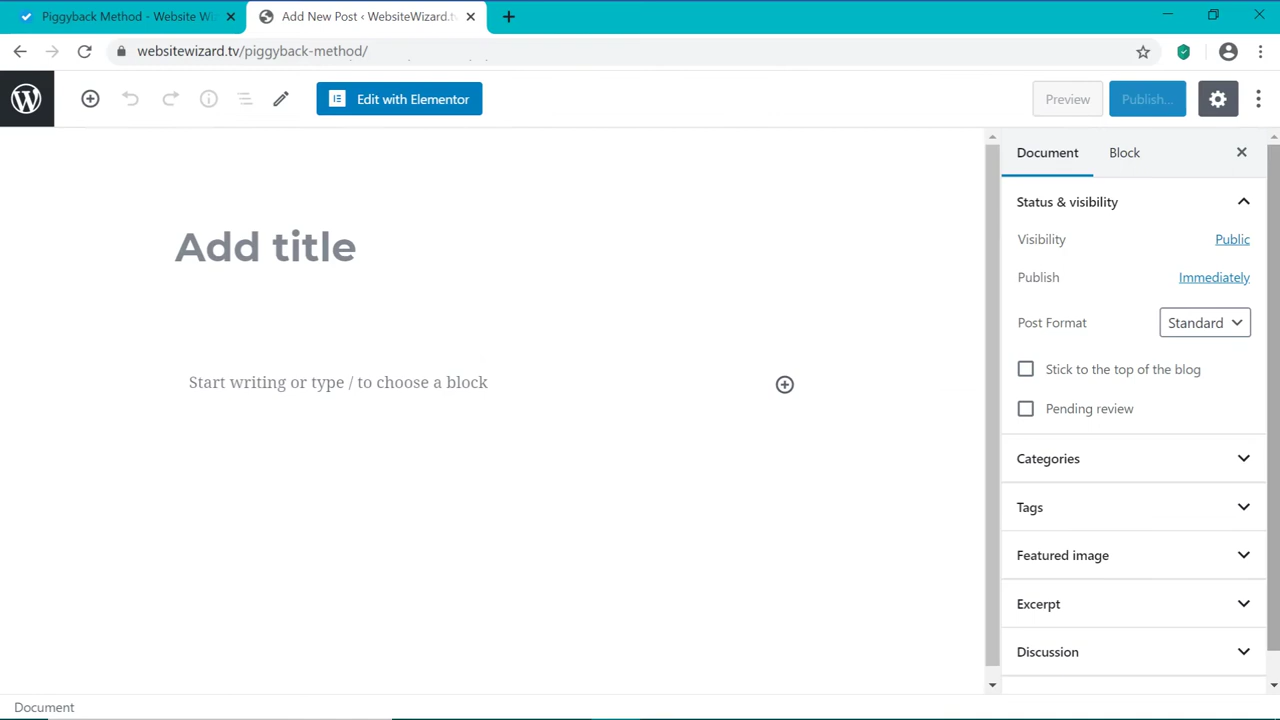 Piggyback Method - Website Wi
Add New Post ‹ WebsiteWizard.tv
websitewizard.tv/piggyback-method/
Edit with Elementor
Preview
Publish...
Document
Block
Add title
Status & visibility
Visibility
Public
Publish
Immediately
Post Format
Standard
Start writing or type / to choose a block
Stick to the top of the blog
Pending review
Categories
Tags
Featured image
Excerpt
Discussion
Document